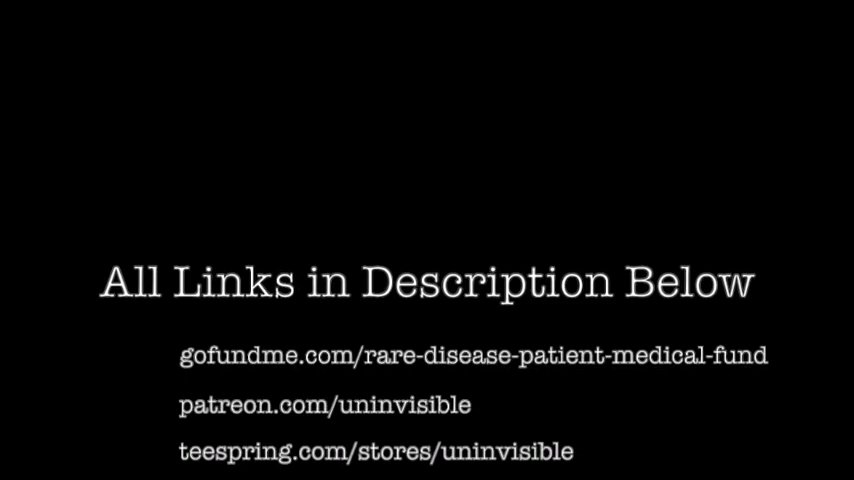 All Links in Description Below
gofundme.com/rare-disease-patient-medical-fund
patreon.com/uninvisible
teespring.com/stores/uninvisible